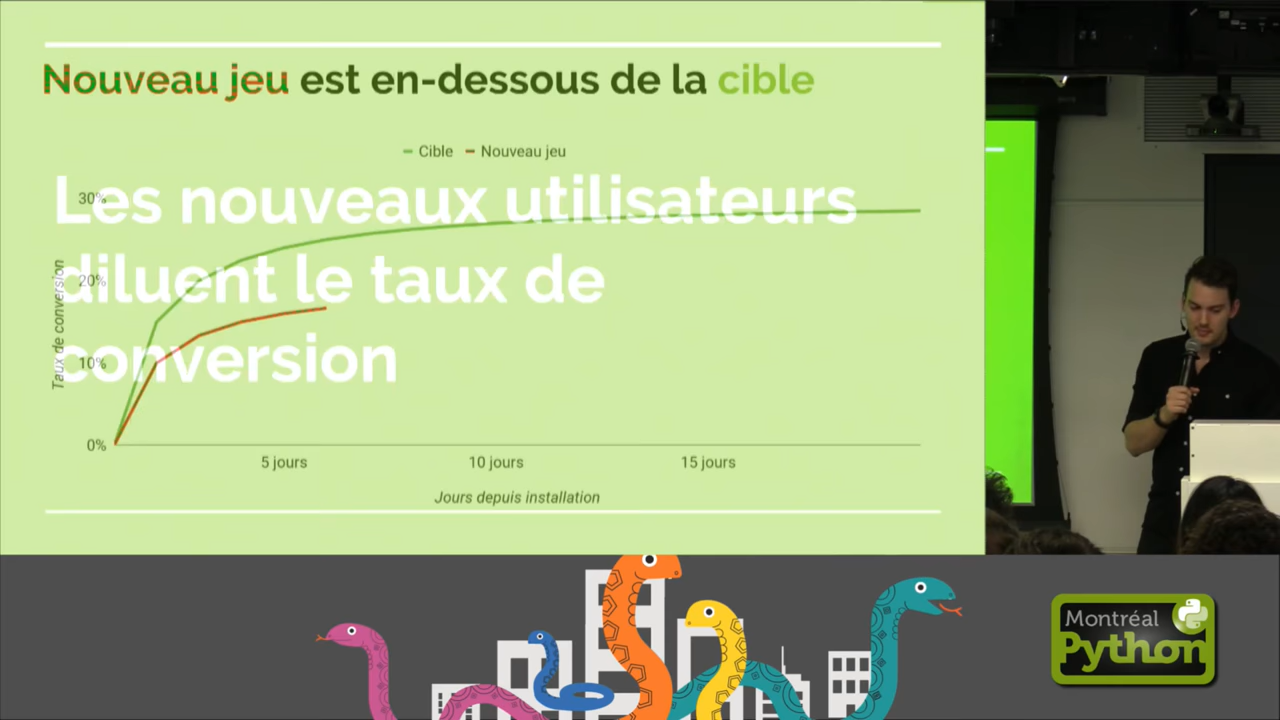 Nouveau jeu est en-dessous de la cible
Cible Nouveau jeu
Les nouveaux utilisateurs
diluent le taux de
conversion
30%
20%
10%
0%
Taux de conversion
5 jours 10 jours 15 jours
Jours depuis installation
Montréal
Python